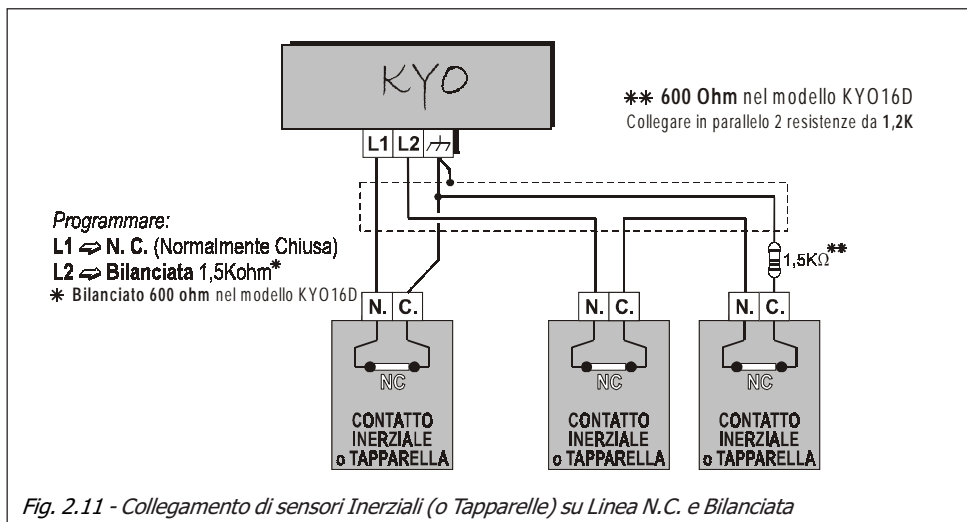 KYO
** 600 Ohm nel modello KYO16D
Collegare in parallelo 2 resistenze da 1,2K
L1 L2
Programmare:
L1 ⇨ N. C. (Normalmente Chiusa)
L2 ⇨ Bilanciata 1,5Kohm*
* Bilanciato 600 ohm nel modello KYO16D
1,5KΩ**
N. C.
N. C.
N. C.
NC
NC
NC
CONTATTO
INERZIALE
o TAPPARELLA
CONTATTO
INERZIALE
o TAPPARELLA
CONTATTO
INERZIALE
o TAPPARELLA
Fig. 2.11 - Collegamento di sensori Inerziali (o Tapparelle) su Linea N.C. e Bilanciata